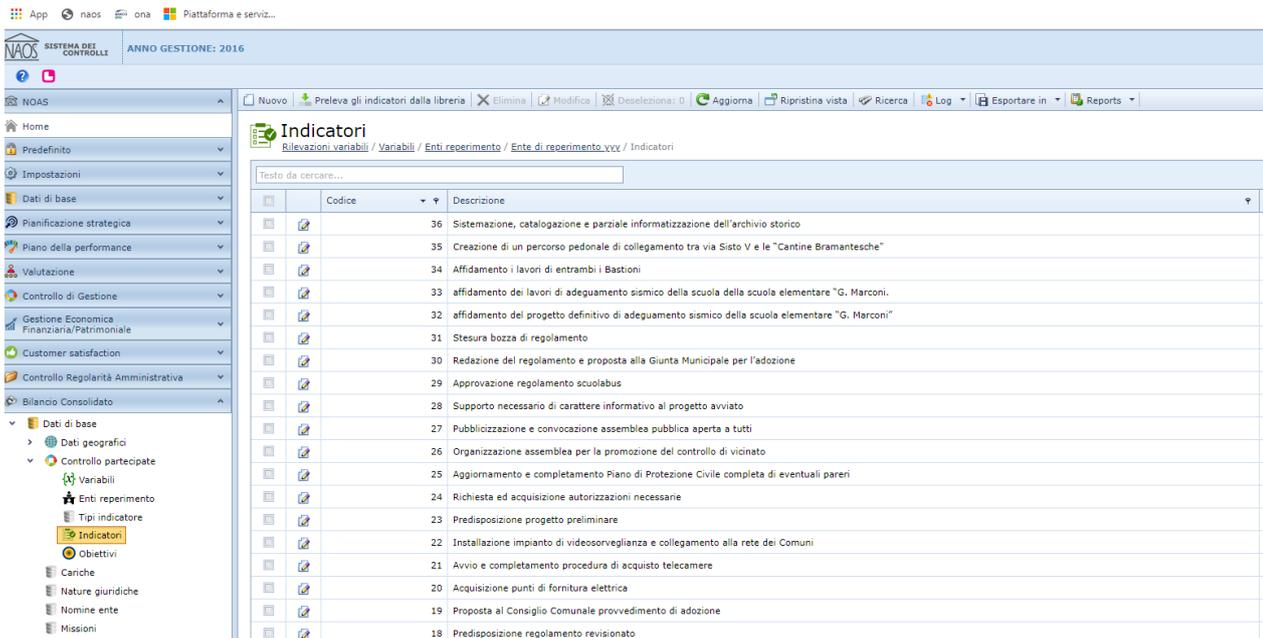 App naos ona Piattaforma e serviz...
NAOS SISTEMA DEI CONTROLLI ANNO GESTIONE: 2016
NOAS
Nuovo Preleva gli indicatori dalla libreria Elimina Modifica Deseleziona: 0 Aggiorna Ripristina vista Ricerca Log Esportare in Reports
Home
Predefinito
Impostazioni
Dati di base
Pianificazione strategica
Piano della performance
Valutazione
Controllo di Gestione
Gestione Economica
Finanziaria/Patrimoniale
Customer satisfaction
Controllo Regolarità Amministrativa
Bilancio Consolidato
Dati di base
Dati geografici
Controllo partecipate
Variabili
Enti reperimento
Tipi indicatore
Indicatori
Obiettivi
Cariche
Nature giuridiche
Nomine ente
Missioni
Indicatori
Rilevazioni variabili / Variabili / Enti reperimento / Ente di reperimento yyy / Indicatori
Testo da cercare...
Codice Descrizione
36 Sistemazione, catalogazione e parziale informatizzazione dell'archivio storico
35 Creazione di un percorso pedonale di collegamento tra via Sisto V e le "Cantine Bramantesche"
34 Affidamento i lavori di entrambi i Bastioni
33 affidamento dei lavori di adeguamento sismico della scuola della scuola elementare "G. Marconi.
32 affidamento del progetto definitivo di adeguamento sismico della scuola elementare "G. Marconi"
31 Stesura bozza di regolamento
30 Redazione del regolamento e proposta alla Giunta Municipale per l'adozione
29 Approvazione regolamento scuolabus
28 Supporto necessario di carattere informativo al progetto avviato
27 Pubblicizzazione e convocazione assemblea pubblica aperta a tutti
26 Organizzazione assemblea per la promozione del controllo di vicinato
25 Aggiornamento e completamento Piano di Protezione Civile completa di eventuali pareri
24 Richiesta ed acquisizione autorizzazioni necessarie
23 Predisposizione progetto preliminare
22 Installazione impianto di videosorveglianza e collegamento alla rete dei Comuni
21 Avvio e completamento procedura di acquisto telecamere
20 Acquisizione punti di fornitura elettrica
19 Proposta al Consiglio Comunale provvedimento di adozione
18 Predisposizione regolamento revisionato